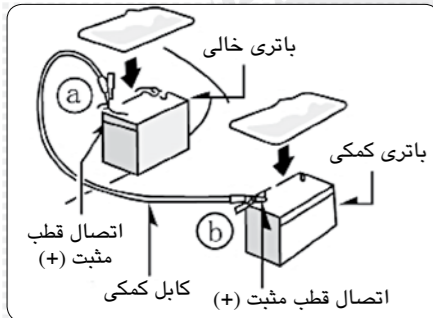 باتری خالی
a
باتری کمکی
اتصال قطب
مثبت (+)
b
کابل کمکی
اتصال قطب مثبت (+)